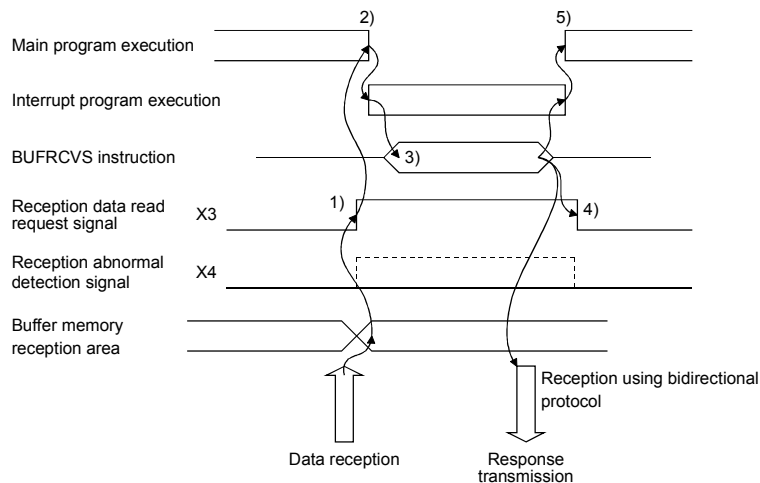 2)
5)
Main program execution
Interrupt program execution
BUFRCVS instruction
3)
Reception data read
request signal
X3
1)
4)
Reception abnormal
detection signal
X4
Buffer memory
reception area
Reception using bidirectional
protocol
Data reception
Response
transmission